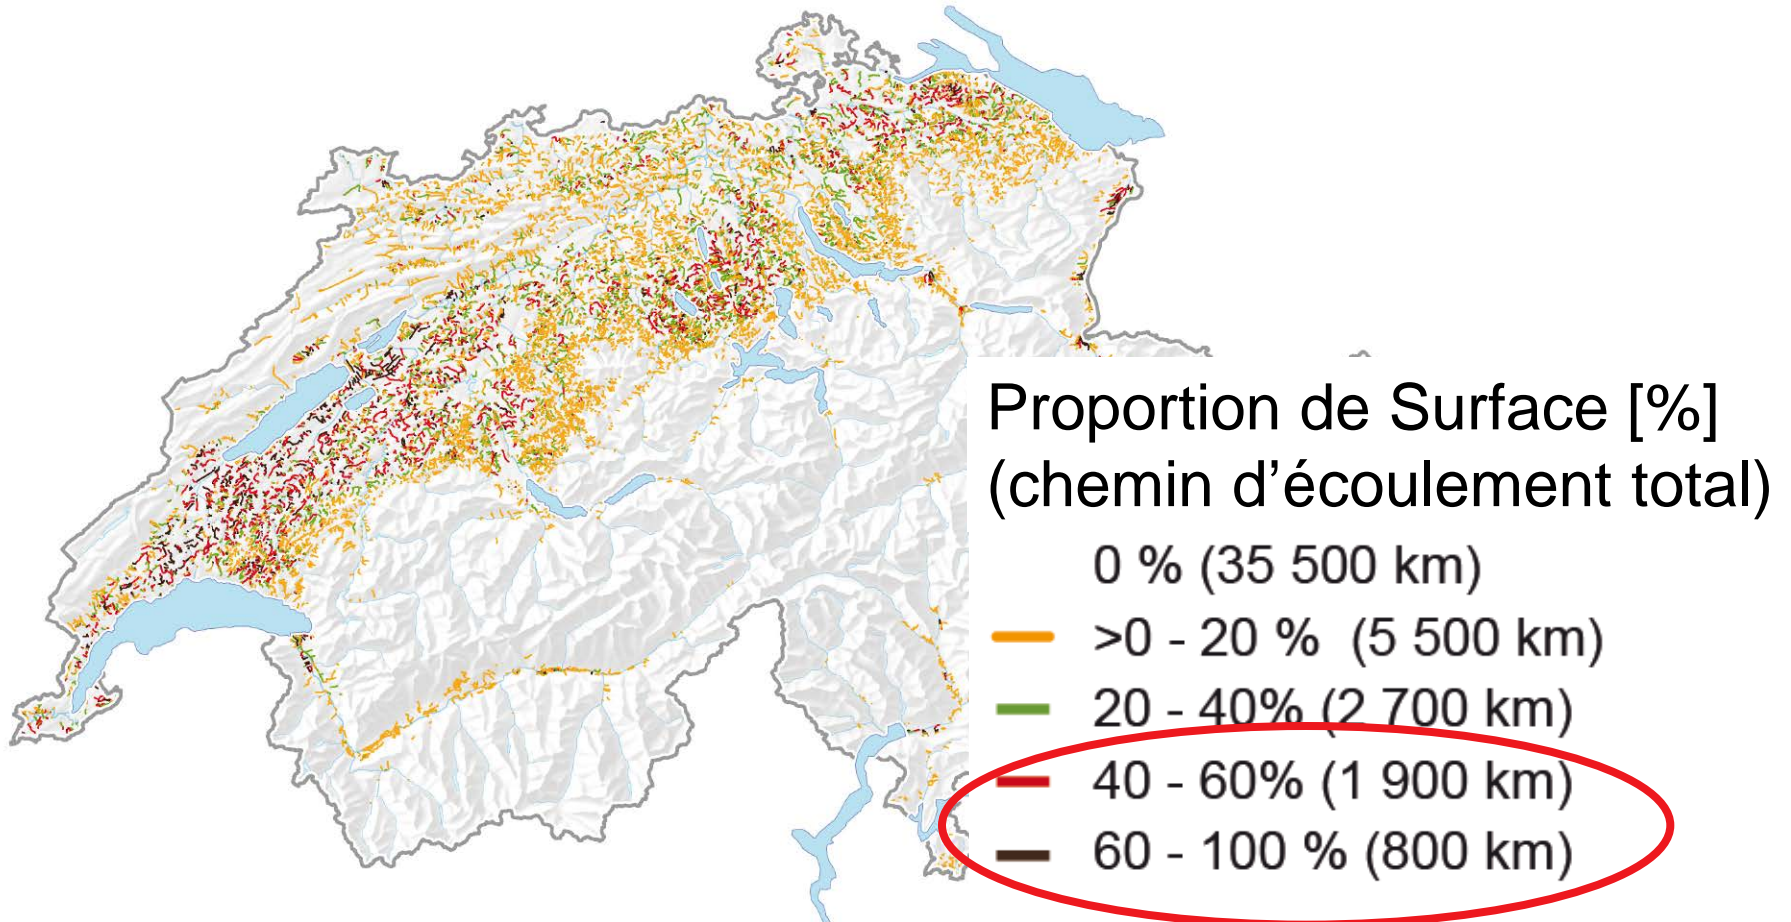 Proportion de Surface [%]
(chemin d'écoulement total)
0 % (35 500 km)
>0 - 20 % (5 500 km)
20 - 40% (2 700 km)
40 - 60% (1 900 km)
60 - 100 % (800 km)